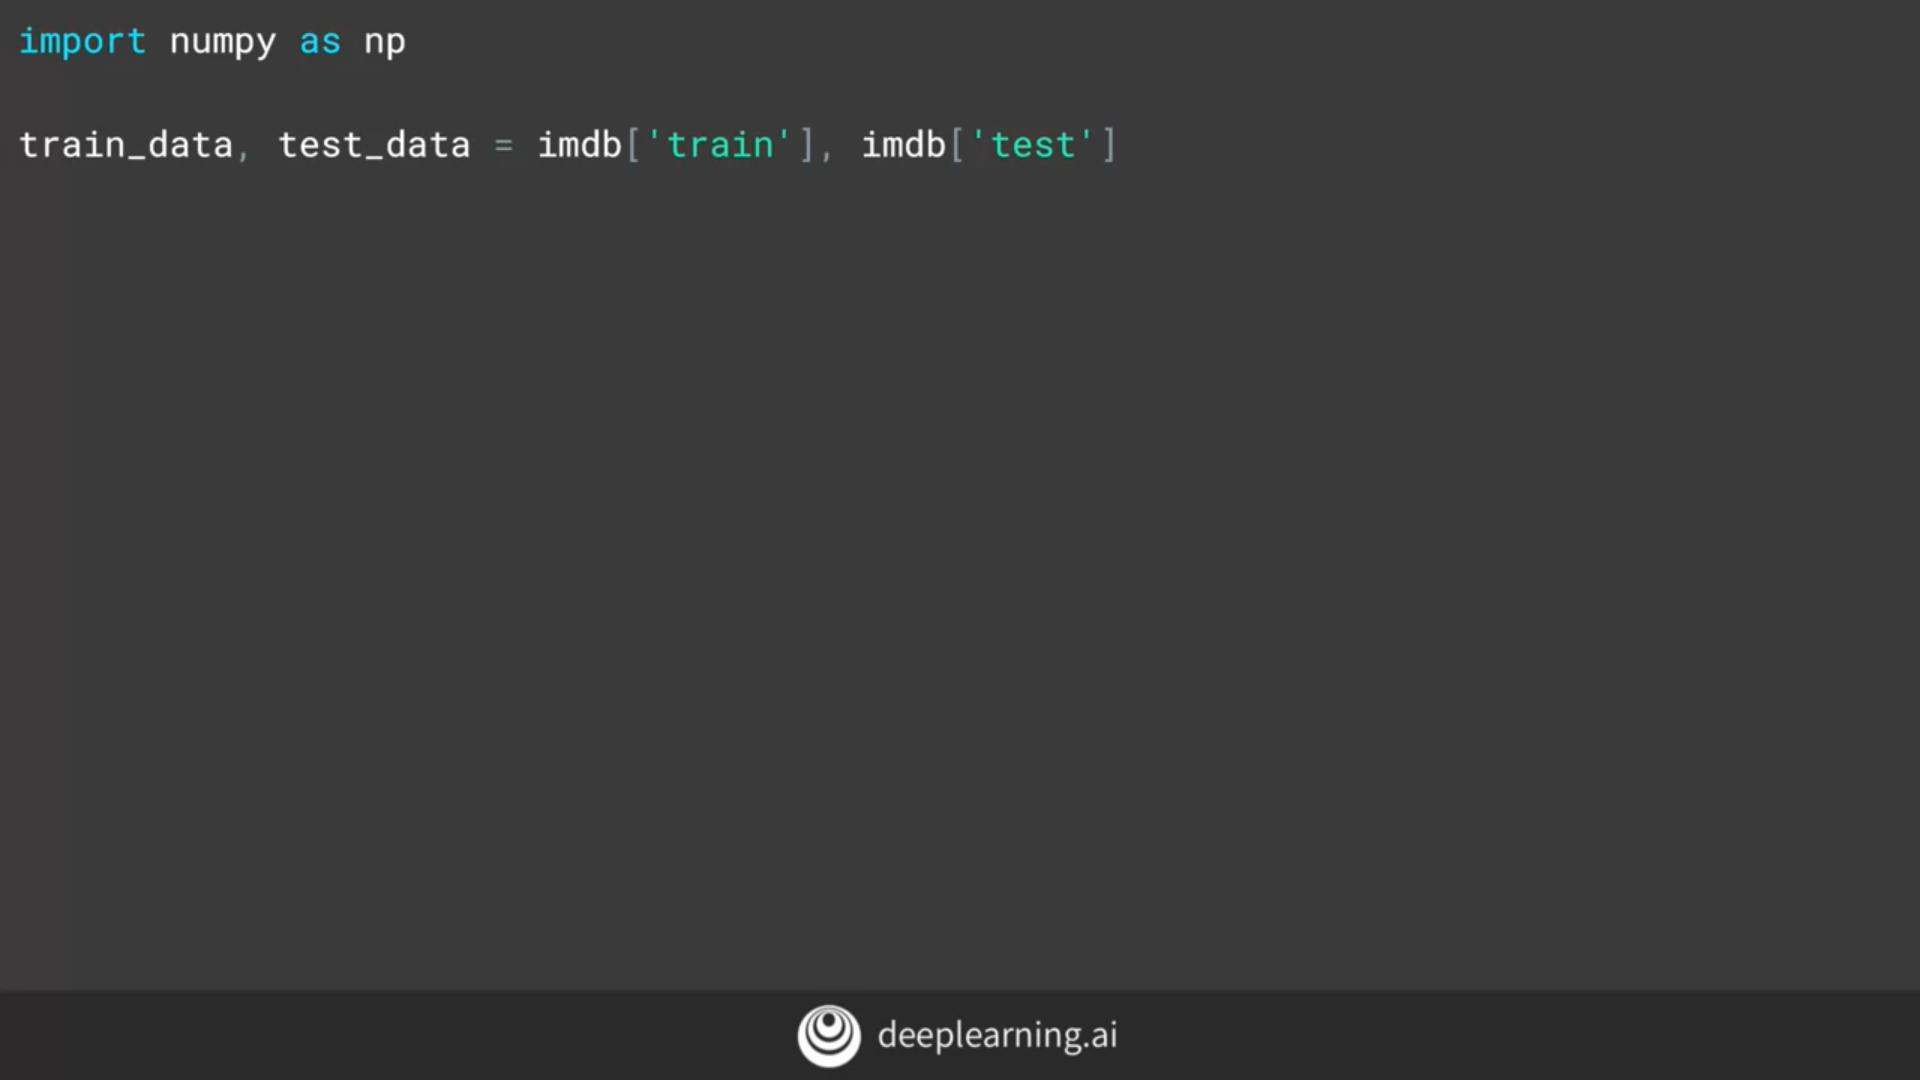 import numpy as np
train_data, test_data = imdb['train'], imdb['test']
deeplearning.ai